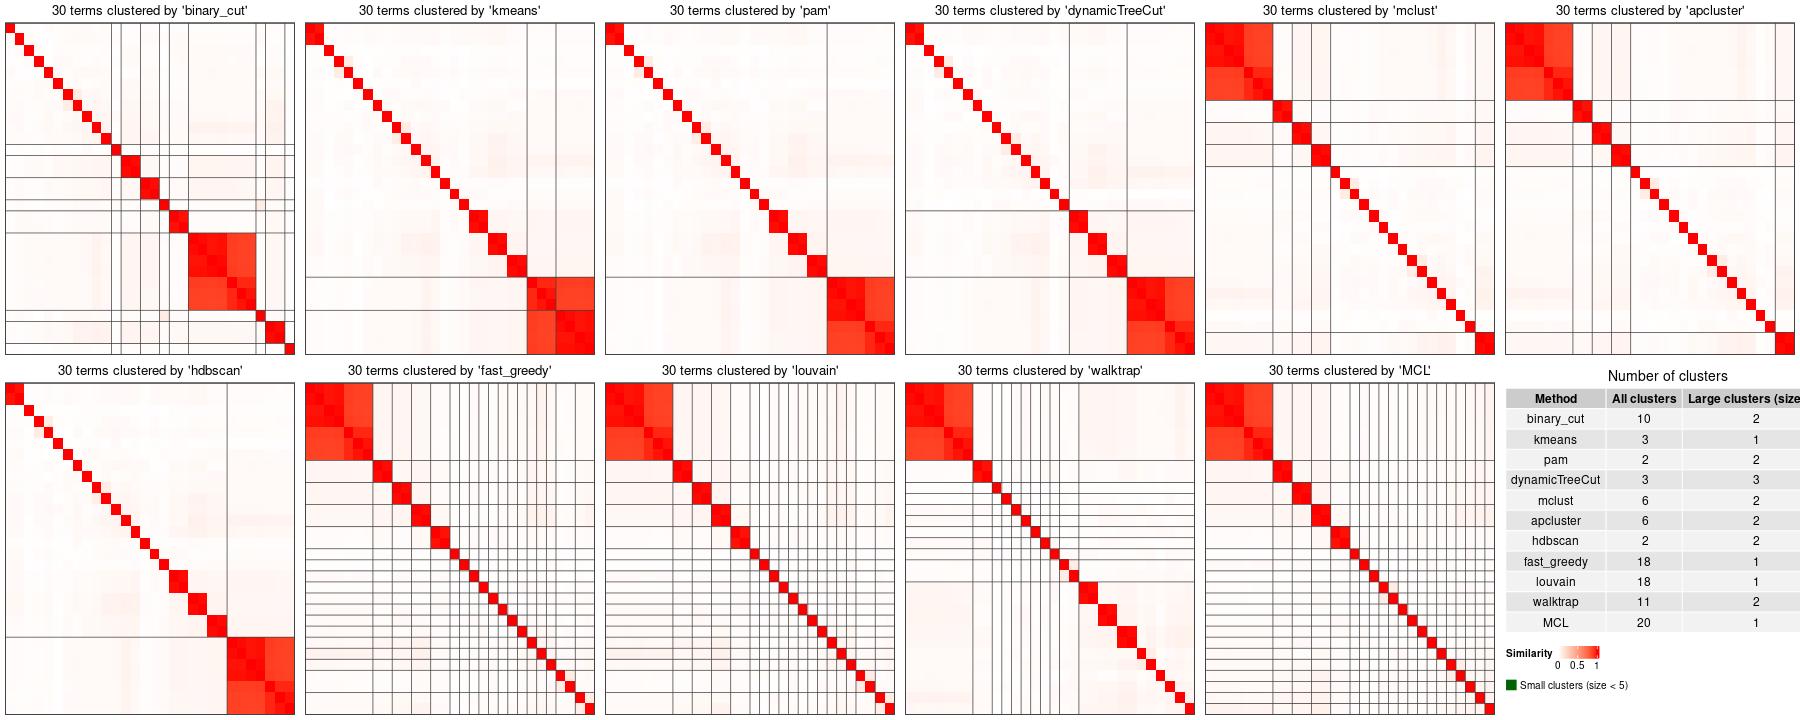 30 terms clustered by 'binary_cut'
30 terms clustered by 'kmeans'
30 terms clustered by 'pam'
30 terms clustered by 'dynamicTreeCut'
30 terms clustered by 'mclust'
30 terms clustered by 'apcluster'
30 terms clustered by 'hdbscan'
30 terms clustered by 'fast_greedy'
30 terms clustered by 'louvain'
30 terms clustered by 'walktrap'
30 terms clustered by 'MCL'
Number of clusters
Method All clusters Large clusters (size
binary_cut 10 2
kmeans 3 1
pam 2 2
dynamicTreeCut 3 3
mclust 6 2
apcluster 6 2
hdbscan 2 2
fast_greedy 18 1
louvain 18 1
walktrap 11 2
MCL 20 1
Similarity
0 0.5 1
Small clusters (size < 5)